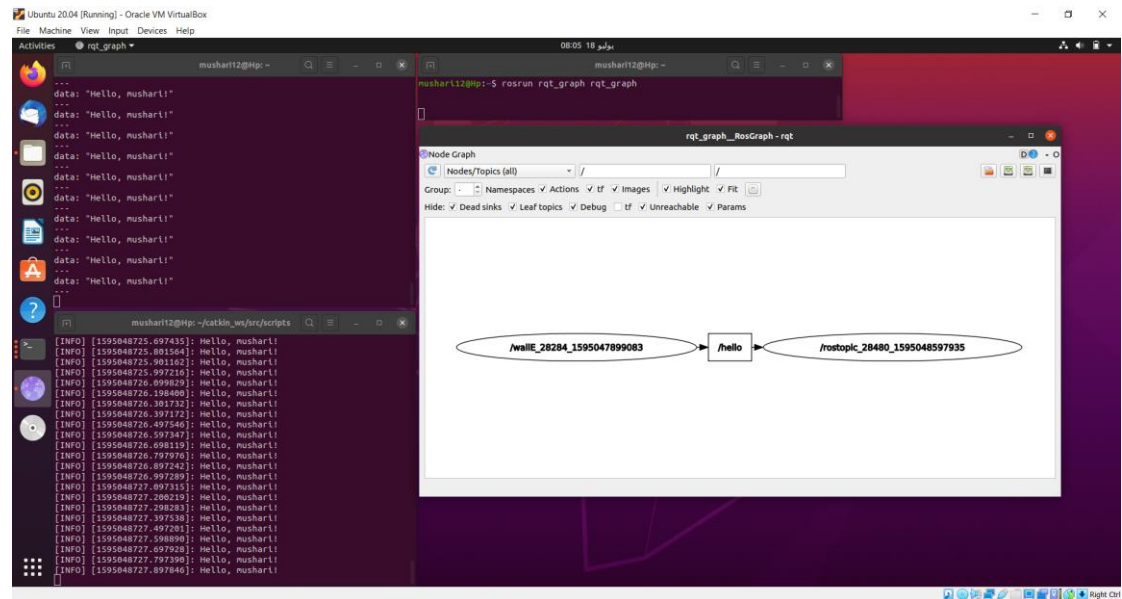 Ubuntu 20.04 [Running] - Oracle VM VirtualBox
File Machine View Input Devices Help
Activities rqt_graph 08:05 18 يوليو
mushari12@Hp: ~
---
data: "Hello, mushari!"
---
data: "Hello, mushari!"
---
data: "Hello, mushari!"
---
data: "Hello, mushari!"
---
data: "Hello, mushari!"
---
data: "Hello, mushari!"
---
data: "Hello, mushari!"
---
data: "Hello, mushari!"
---
data: "Hello, mushari!"
---
data: "Hello, mushari!"
---
mushari12@Hp: ~/catkin_ws/src/scripts
[INFO] [1595048725.697435]: Hello, mushari!
[INFO] [1595048725.801564]: Hello, mushari!
[INFO] [1595048725.901162]: Hello, mushari!
[INFO] [1595048725.997216]: Hello, mushari!
[INFO] [1595048726.099829]: Hello, mushari!
[INFO] [1595048726.198400]: Hello, mushari!
[INFO] [1595048726.301732]: Hello, mushari!
[INFO] [1595048726.397172]: Hello, mushari!
[INFO] [1595048726.497546]: Hello, mushari!
[INFO] [1595048726.597347]: Hello, mushari!
[INFO] [1595048726.698119]: Hello, mushari!
[INFO] [1595048726.797976]: Hello, mushari!
[INFO] [1595048726.897242]: Hello, mushari!
[INFO] [1595048726.997289]: Hello, mushari!
[INFO] [1595048727.097315]: Hello, mushari!
[INFO] [1595048727.200219]: Hello, mushari!
[INFO] [1595048727.298283]: Hello, mushari!
[INFO] [1595048727.397538]: Hello, mushari!
[INFO] [1595048727.497201]: Hello, mushari!
[INFO] [1595048727.598890]: Hello, mushari!
[INFO] [1595048727.697928]: Hello, mushari!
[INFO] [1595048727.797390]: Hello, mushari!
[INFO] [1595048727.897846]: Hello, mushari!
mushari12@Hp: ~
mushari12@Hp:~$ rosrun rqt_graph rqt_graph
rqt_graph__RosGraph - rqt
Node Graph D - O
Nodes/Topics (all) / /
Group: Namespaces Actions tf Images Highlight Fit
Hide: Dead sinks Leaf topics Debug tf Unreachable Params
/wallE_28284_1595047899083 /hello /rostopic_28480_1595048597935
Right Ctrl